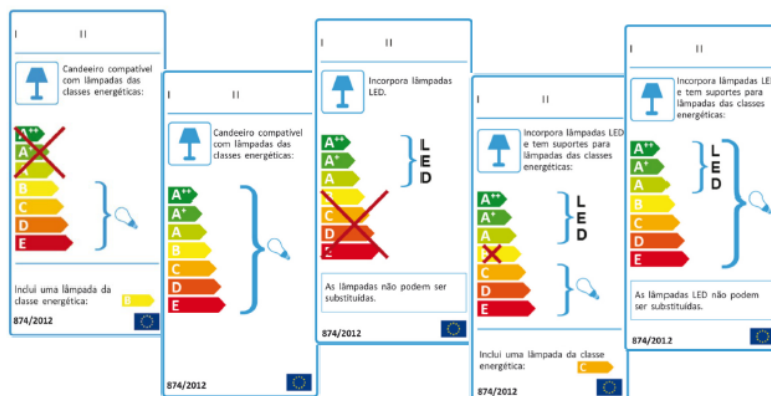 I II
Candeeiro compatível
com lâmpadas das
classes energéticas:
A++
A+
B
C
D
E
Inclui uma lâmpada da
classe energética:
B
874/2012
I II
Candeeiro compatível
com lâmpadas das
classes energéticas:
A++
A+
A
B
C
D
E
874/2012
I II
Incorpora lâmpadas
LED.
A++
A+
A
L
E
D
C
D
E
As lâmpadas não podem ser
substituídas.
874/2012
I II
Incorpora lâmpadas LED
e tem suportes para
lâmpadas das classes
energéticas:
A++
A+
A
L
E
D
C
D
E
Inclui uma lâmpada da classe
energética:
C
874/2012
I II
Incorpora lâmpadas LED
e tem suportes para
lâmpadas das classes
energéticas:
A++
A+
A
L
E
D
B
C
D
E
As lâmpadas LED não podem
ser substituídas.
874/2012